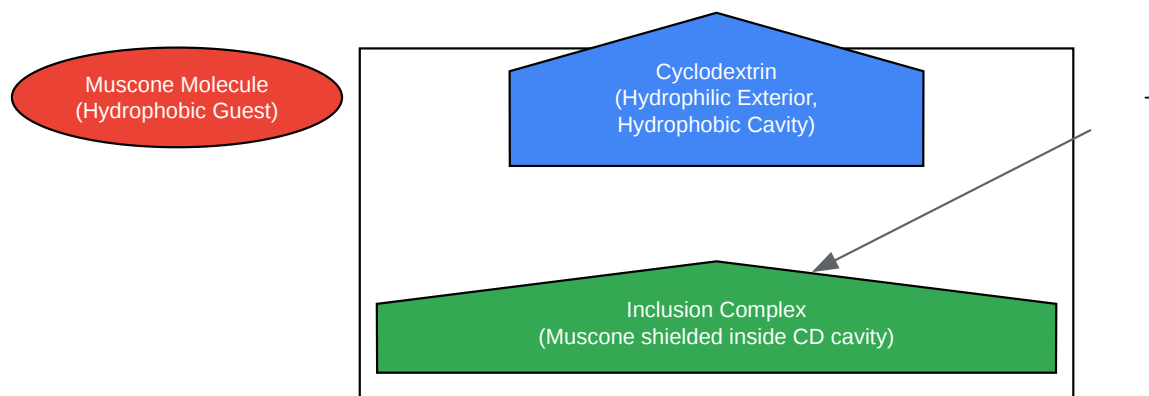 Muscone Molecule
(Hydrophobic Guest)
Cyclodextrin
(Hydrophilic Exterior,
Hydrophobic Cavity)
Inclusion Complex
(Muscone shielded inside CD cavity)